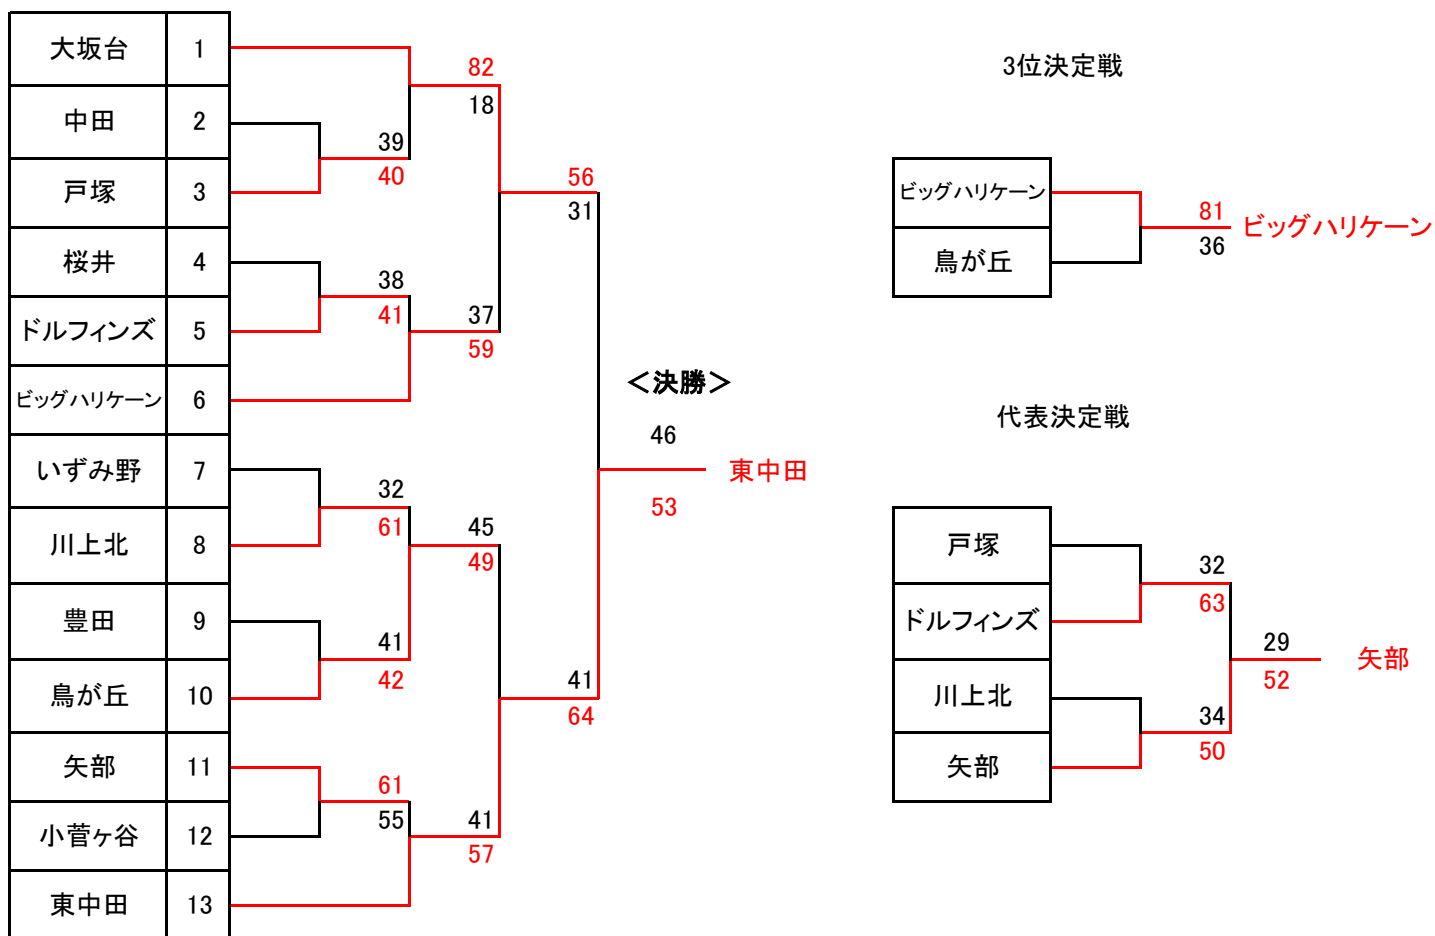 大坂台 1
中田 2
戸塚 3
桜井 4
ドルフィンズ 5
ビッグハリケーン 6
いずみ野 7
川上北 8
豊田 9
鳥が丘 10
矢部 11
小菅ヶ谷 12
東中田 13
39
40
38
41
32
61
41
42
61
55
82
18
37
59
45
49
41
57
56
31
41
64
＜決勝＞
46
53
東中田
3位決定戦
ビッグハリケーン
鳥が丘
81
36
ビッグハリケーン
代表決定戦
戸塚
ドルフィンズ
川上北
矢部
32
63
34
50
29
52
矢部